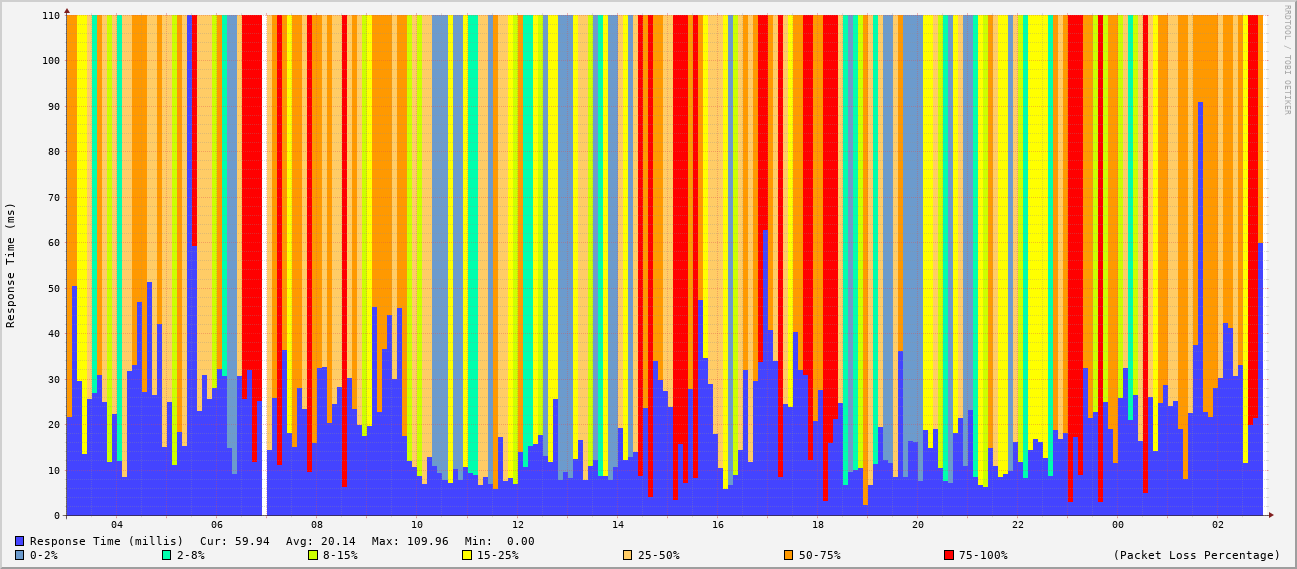 RRDTOOL / TOBI OETIKER
Response Time (ms)
110
100
90
80
70
60
50
40
30
20
10
0
04 06 08 10 12 14 16 18 20 22 00 02
Response Time (millis) Cur: 59.94 Avg: 20.14 Max: 109.96 Min: 0.00
0-2% 2-8% 8-15% 15-25% 25-50% 50-75% 75-100% (Packet Loss Percentage)